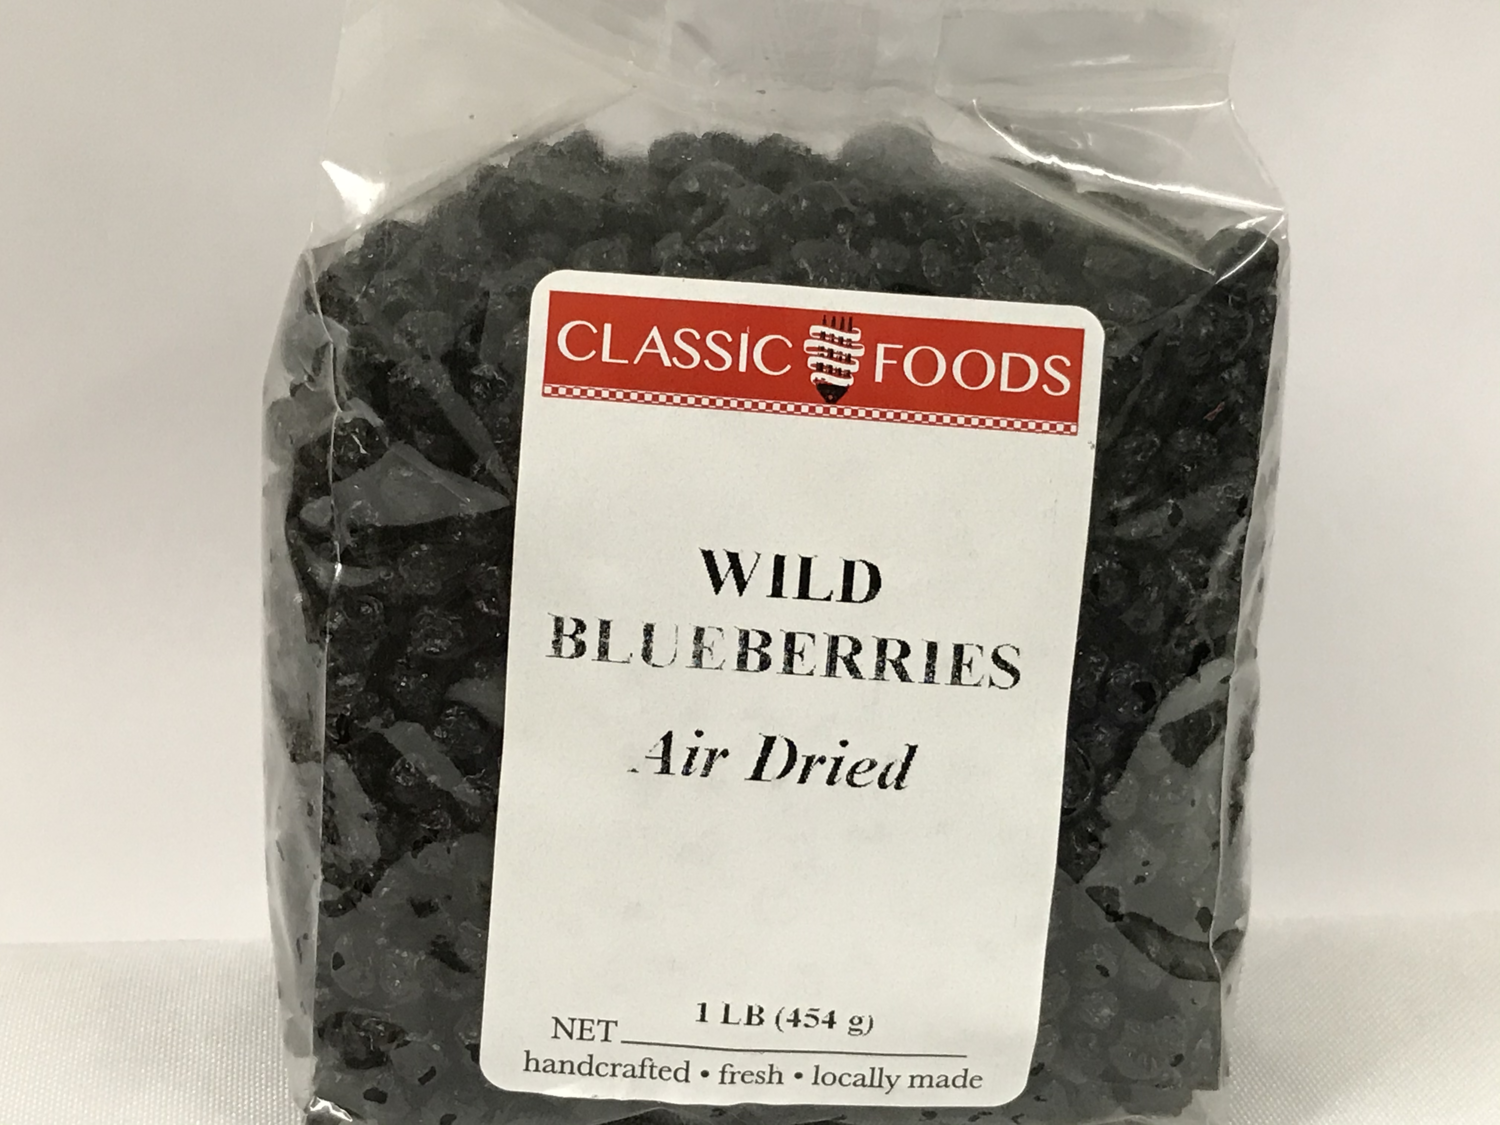 CLASSIC FOODS
WILD
BLUEBERRIES
Air Dried
1 LB (454 g)
NET
handcrafted • fresh • locally made